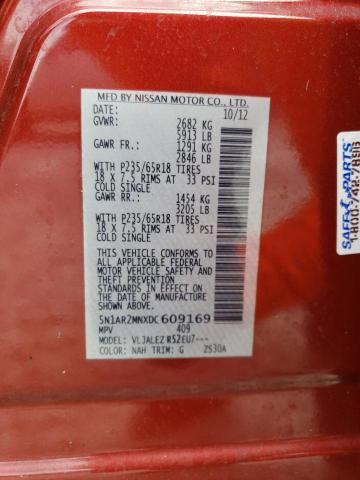 MFD BY NISSAN MOTOR CO., LTD.
DATE: 10/12
GVWR: 2682 KG
5913 LB
GAWR FR.: 1291 KG
2846 LB
WITH P235/65R18 TIRES
18 X 7.5 RIMS AT 33 PSI
COLD SINGLE
GAWR RR.: 1454 KG
3205 LB
WITH P235/65R18 TIRES
18 X 7.5 RIMS AT 33 PSI
COLD SINGLE
THIS VEHICLE CONFORMS TO ALL
APPLICABLE FEDERAL
MOTOR VEHICLE SAFETY AND
THEFT PREVENTION
STANDARDS IN EFFECT ON
THE DATE OF MANUFACTURE
SHOWN ABOVE.
5N1AR2MNXDC609169
MPV 409
MODEL: VLJALEZ R52EU7---
COLOR: NAH TRIM: G ZS30A
SAFE PARTS